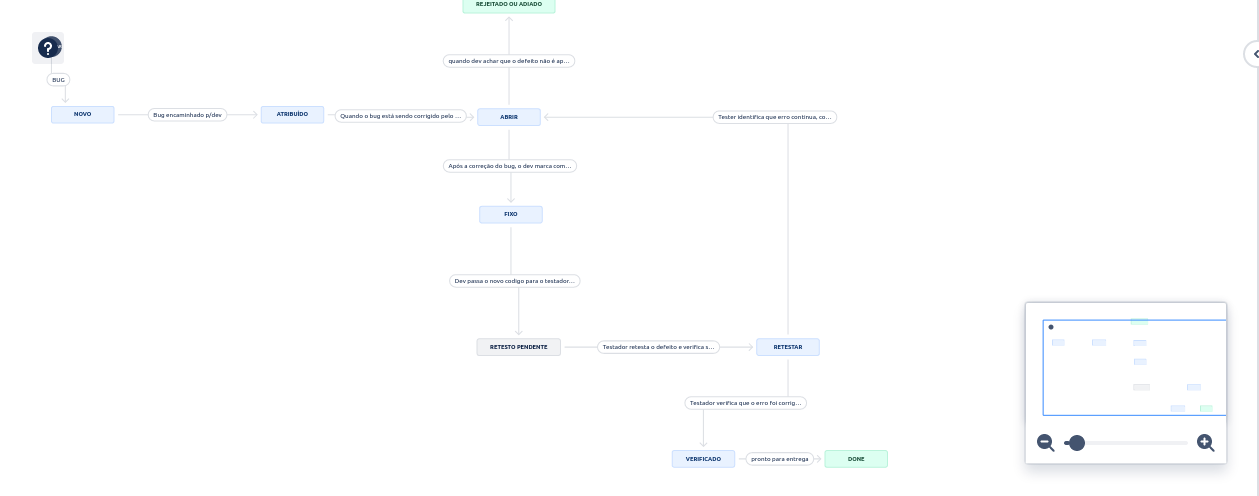 REJEITADO OU ADIADO
?
quando dev achar que o defeito não é ap...
BUG
NOVO
Bug encaminhado p/dev
ATRIBUÍDO
Quando o bug está sendo corrigido pelo ...
ABRIR
Tester identifica que erro continua, co...
Após a correção do bug, o dev marca com...
FIXO
Dev passa o novo codigo para o testador...
RETESTO PENDENTE
Testador retesta o defeito e verifica s...
RETESTAR
Testador verifica que o erro foi corrig...
VERIFICADO
pronto para entrega
DONE